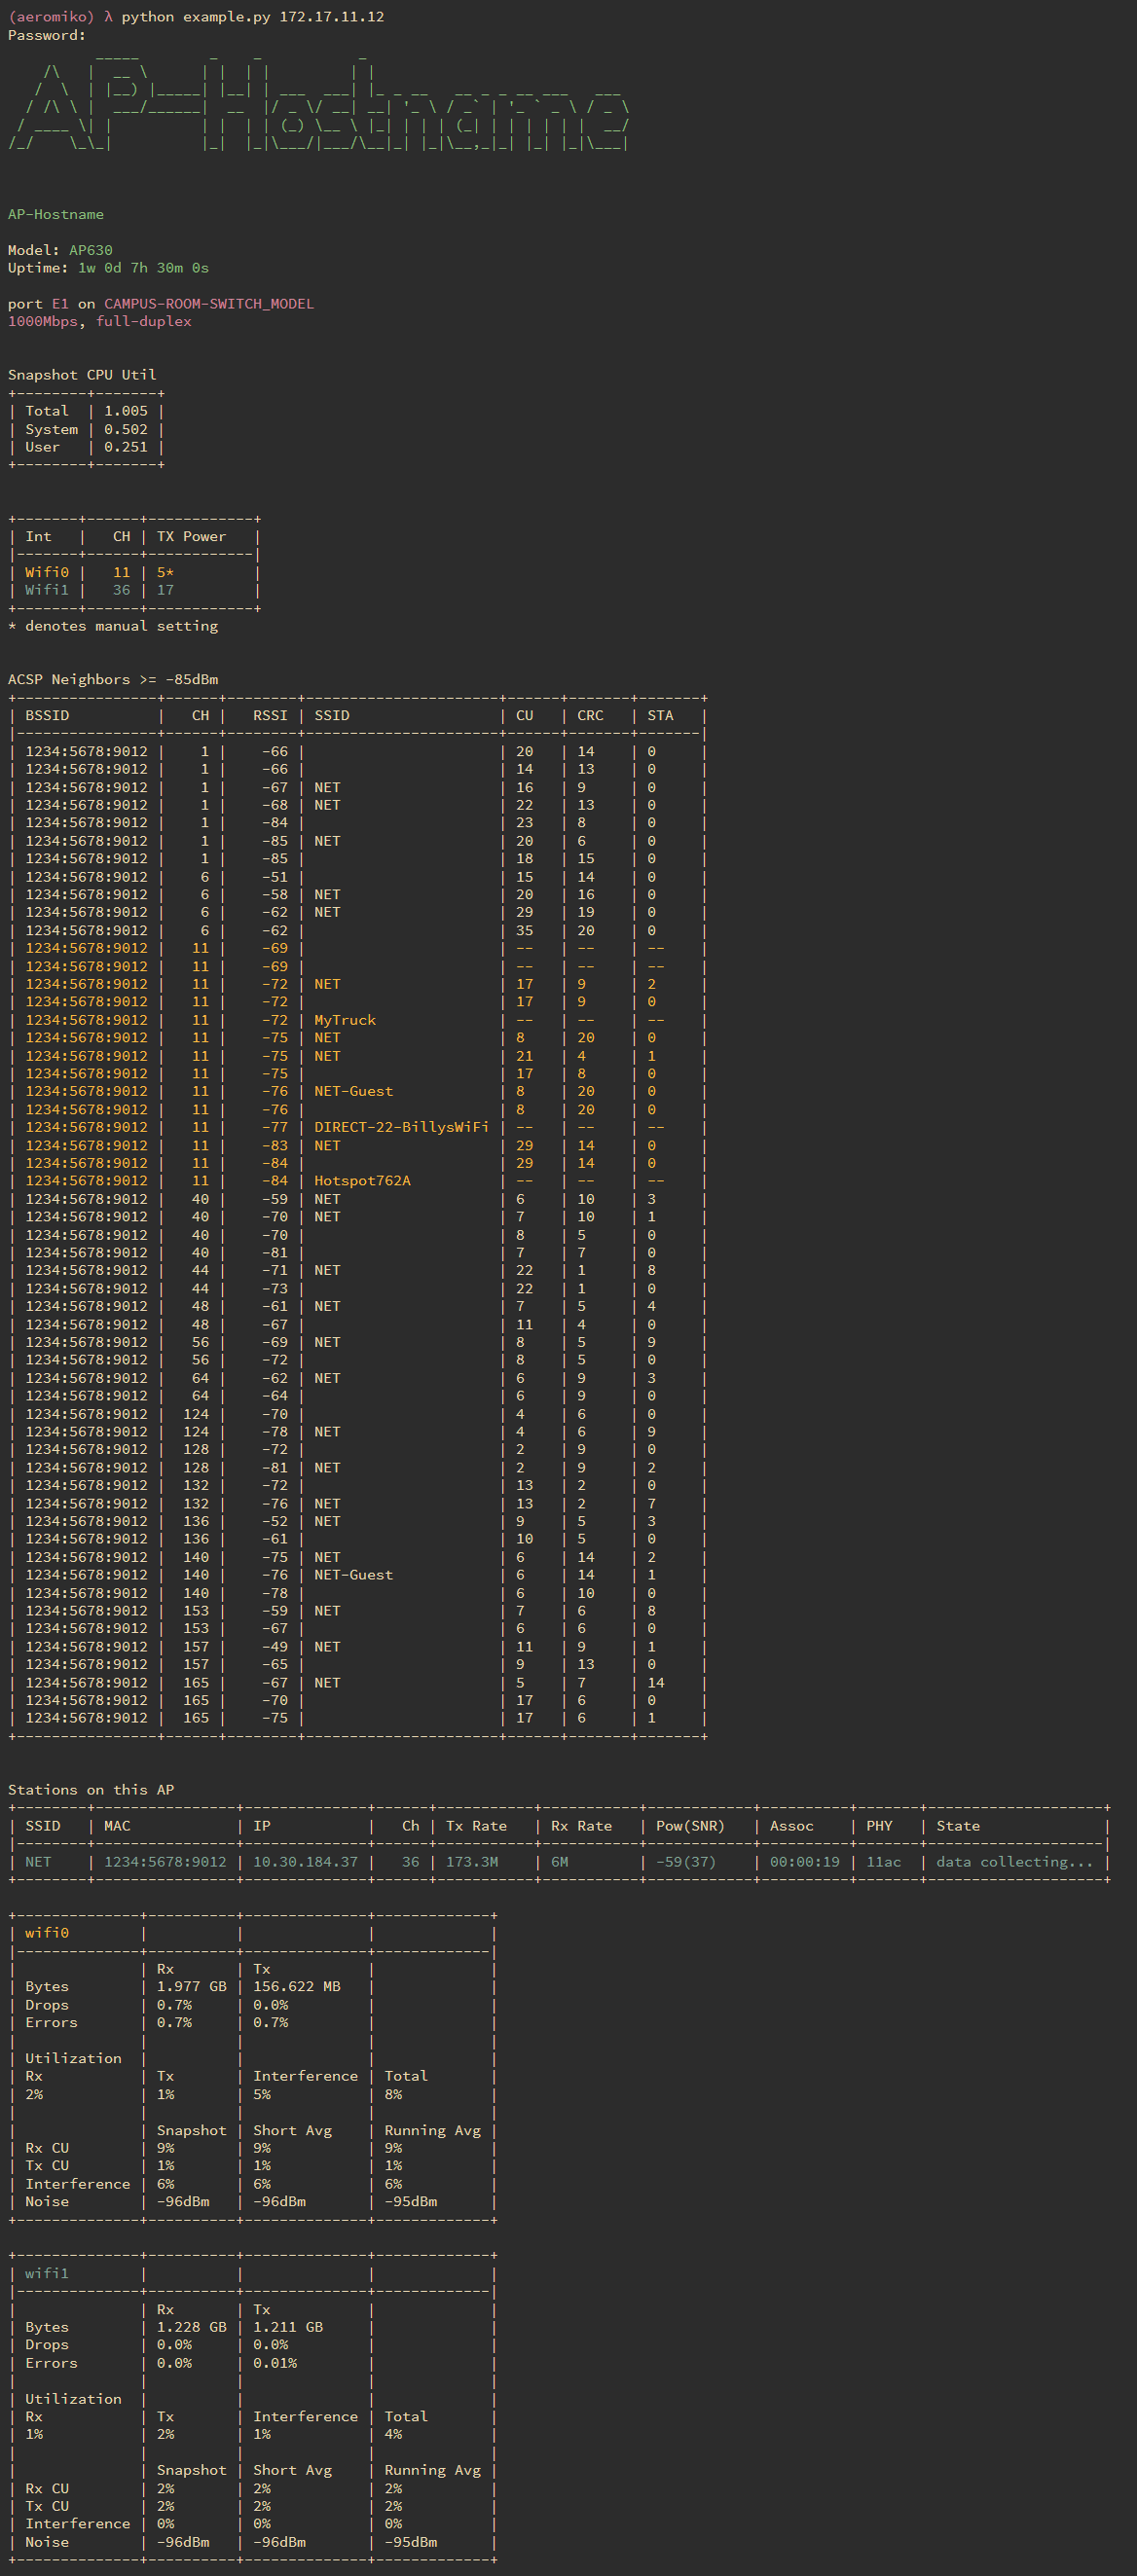 (aeromiko) λ python example.py 172.17.11.12
Password:
AP-Hostname
AP-Hostname
Model: AP630
Uptime: 1w 0d 7h 30m 0s
port E1 on CAMPUS-ROOM-SWITCH_MODEL
1000Mbps, full-duplex
Snapshot CPU Util
+--------+-------+
| Total  | 1.005 |
| System | 0.502 |
| User   | 0.251 |
+--------+-------+
+-------+------+------------+
| Int   |   CH | TX Power   |
|-------+------+------------|
| Wifi0 |   11 | 5*         |
| Wifi1 |   36 | 17         |
+-------+------+------------+
* denotes manual setting
ACSP Neighbors >= -85dBm
+----------------+------+--------+----------------------+------+-------+-------+
| BSSID          |   CH |   RSSI | SSID                 | CU   | CRC   | STA   |
|----------------+------+--------+----------------------+------+-------+-------|
| 1234:5678:9012 |    1 |    -66 |                      | 20   | 14    | 0     |
| 1234:5678:9012 |    1 |    -66 |                      | 14   | 13    | 0     |
| 1234:5678:9012 |    1 |    -67 | NET                  | 16   | 9     | 0     |
| 1234:5678:9012 |    1 |    -68 | NET                  | 22   | 13    | 0     |
| 1234:5678:9012 |    1 |    -84 |                      | 23   | 8     | 0     |
| 1234:5678:9012 |    1 |    -85 | NET                  | 20   | 6     | 0     |
| 1234:5678:9012 |    1 |    -85 |                      | 18   | 15    | 0     |
| 1234:5678:9012 |    6 |    -51 |                      | 15   | 14    | 0     |
| 1234:5678:9012 |    6 |    -58 | NET                  | 20   | 16    | 0     |
| 1234:5678:9012 |    6 |    -62 | NET                  | 29   | 19    | 0     |
| 1234:5678:9012 |    6 |    -62 |                      | 35   | 20    | 0     |
| 1234:5678:9012 |   11 |    -69 |                      | --   | --    | --    |
| 1234:5678:9012 |   11 |    -69 |                      | --   | --    | --    |
| 1234:5678:9012 |   11 |    -72 | NET                  | 17   | 9     | 2     |
| 1234:5678:9012 |   11 |    -72 |                      | 17   | 9     | 0     |
| 1234:5678:9012 |   11 |    -72 | MyTruck              | --   | --    | --    |
| 1234:5678:9012 |   11 |    -75 | NET                  | 8    | 20    | 0     |
| 1234:5678:9012 |   11 |    -75 | NET                  | 21   | 4     | 1     |
| 1234:5678:9012 |   11 |    -75 |                      | 17   | 8     | 0     |
| 1234:5678:9012 |   11 |    -76 | NET-Guest            | 8    | 20    | 0     |
| 1234:5678:9012 |   11 |    -76 |                      | 8    | 20    | 0     |
| 1234:5678:9012 |   11 |    -77 | DIRECT-22-BillysWiFi | --   | --    | --    |
| 1234:5678:9012 |   11 |    -83 | NET                  | 29   | 14    | 0     |
| 1234:5678:9012 |   11 |    -84 |                      | 29   | 14    | 0     |
| 1234:5678:9012 |   11 |    -84 | Hotspot762A          | --   | --    | --    |
| 1234:5678:9012 |   40 |    -59 | NET                  | 6    | 10    | 3     |
| 1234:5678:9012 |   40 |    -70 | NET                  | 7    | 10    | 1     |
| 1234:5678:9012 |   40 |    -70 |                      | 8    | 5     | 0     |
| 1234:5678:9012 |   40 |    -81 |                      | 7    | 7     | 0     |
| 1234:5678:9012 |   44 |    -71 | NET                  | 22   | 1     | 8     |
| 1234:5678:9012 |   44 |    -73 |                      | 22   | 1     | 0     |
| 1234:5678:9012 |   48 |    -61 | NET                  | 7    | 5     | 4     |
| 1234:5678:9012 |   48 |    -67 |                      | 11   | 4     | 0     |
| 1234:5678:9012 |   56 |    -69 | NET                  | 8    | 5     | 9     |
| 1234:5678:9012 |   56 |    -72 |                      | 8    | 5     | 0     |
| 1234:5678:9012 |   64 |    -62 | NET                  | 6    | 9     | 3     |
| 1234:5678:9012 |   64 |    -64 |                      | 6    | 9     | 0     |
| 1234:5678:9012 |  124 |    -70 |                      | 4    | 6     | 0     |
| 1234:5678:9012 |  124 |    -78 | NET                  | 4    | 6     | 9     |
| 1234:5678:9012 |  128 |    -72 |                      | 2    | 9     | 0     |
| 1234:5678:9012 |  128 |    -81 | NET                  | 2    | 9     | 2     |
| 1234:5678:9012 |  132 |    -72 |                      | 13   | 2     | 0     |
| 1234:5678:9012 |  132 |    -76 | NET                  | 13   | 2     | 7     |
| 1234:5678:9012 |  136 |    -52 | NET                  | 9    | 5     | 3     |
| 1234:5678:9012 |  136 |    -61 |                      | 10   | 5     | 0     |
| 1234:5678:9012 |  140 |    -75 | NET                  | 6    | 14    | 2     |
| 1234:5678:9012 |  140 |    -76 | NET-Guest            | 6    | 14    | 1     |
| 1234:5678:9012 |  140 |    -78 |                      | 6    | 10    | 0     |
| 1234:5678:9012 |  153 |    -59 | NET                  | 7    | 6     | 8     |
| 1234:5678:9012 |  153 |    -67 |                      | 6    | 6     | 0     |
| 1234:5678:9012 |  157 |    -49 | NET                  | 11   | 9     | 1     |
| 1234:5678:9012 |  157 |    -65 |                      | 9    | 13    | 0     |
| 1234:5678:9012 |  165 |    -67 | NET                  | 5    | 7     | 14    |
| 1234:5678:9012 |  165 |    -70 |                      | 17   | 6     | 0     |
| 1234:5678:9012 |  165 |    -75 |                      | 17   | 6     | 1     |
+----------------+------+--------+----------------------+------+-------+-------+
Stations on this AP
+--------+----------------+--------------+------+-----------+-----------+------------+----------+-------+--------------------+
| SSID   | MAC            | IP           |   Ch | Tx Rate   | Rx Rate   | Pow(SNR)   | Assoc    | PHY   | State              |
|--------+----------------+--------------+------+-----------+-----------+------------+----------+-------+--------------------|
| NET    | 1234:5678:9012 | 10.30.184.37 |   36 | 173.3M    | 6M        | -59(37)    | 00:00:19 | 11ac  | data collecting... |
+--------+----------------+--------------+------+-----------+-----------+------------+----------+-------+--------------------+
+--------------+----------+--------------+-------------+
| wifi0        |          |              |             |
|--------------+----------+--------------+-------------|
|              | Rx       | Tx           |             |
| Bytes        | 1.977 GB | 156.622 MB   |             |
| Drops        | 0.7%     | 0.0%         |             |
| Errors       | 0.7%     | 0.7%         |             |
|              |          |              |             |
| Utilization  |          |              |             |
| Rx           | Tx       | Interference | Total       |
| 2%           | 1%       | 5%           | 8%          |
|              |          |              |             |
|              | Snapshot | Short Avg    | Running Avg |
| Rx CU        | 9%       | 9%           | 9%          |
| Tx CU        | 1%       | 1%           | 1%          |
| Interference | 6%       | 6%           | 6%          |
| Noise        | -96dBm   | -96dBm       | -95dBm      |
+--------------+----------+--------------+-------------+
+--------------+----------+--------------+-------------+
| wifi1        |          |              |             |
|--------------+----------+--------------+-------------|
|              | Rx       | Tx           |             |
| Bytes        | 1.228 GB | 1.211 GB     |             |
| Drops        | 0.0%     | 0.0%         |             |
| Errors       | 0.0%     | 0.01%        |             |
|              |          |              |             |
| Utilization  |          |              |             |
| Rx           | Tx       | Interference | Total       |
| 1%           | 2%       | 1%           | 4%          |
|              |          |              |             |
|              | Snapshot | Short Avg    | Running Avg |
| Rx CU        | 2%       | 2%           | 2%          |
| Tx CU        | 2%       | 2%           | 2%          |
| Interference | 0%       | 0%           | 0%          |
| Noise        | -96dBm   | -96dBm       | -95dBm      |
+--------------+----------+--------------+-------------+